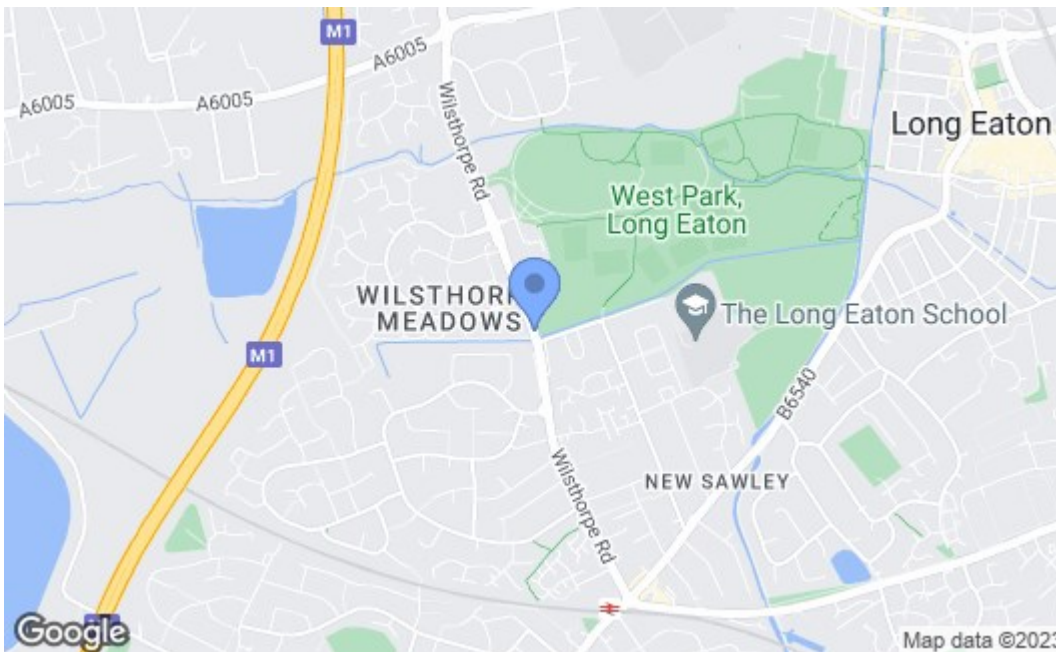 M1
A6005
A6005
Wilsthorpe Rd
Long Eaton
West Park,
Long Eaton
WILSTHORP
MEADOWS
The Long Eaton School
M1
B6540
NEW SAWLEY
Wilsthorpe Rd
Google
Map data ©2023